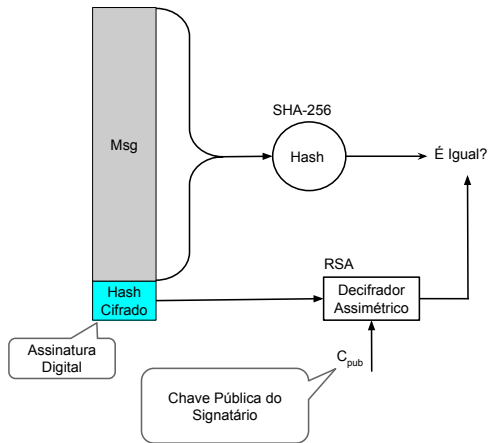 SHA-256
Msg
Hash
É Igual?
RSA
Hash
Cifrado
Decifrador
Assimétrico
Assinatura
Digital
Cpub
Chave Pública do
Signatário